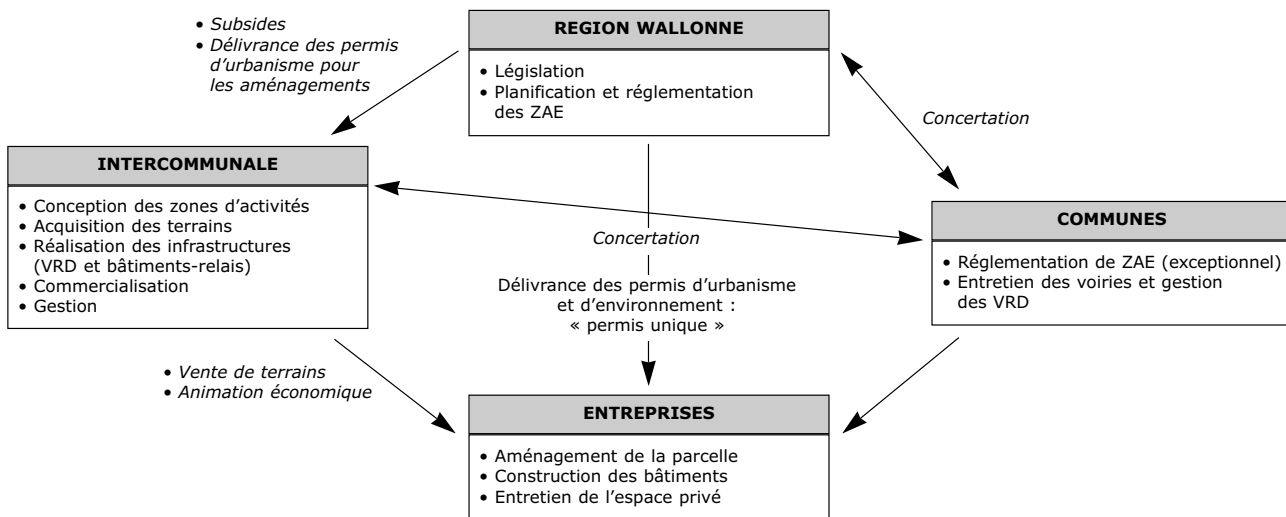 • Subsides
• Délivrance des permis
d’urbanisme pour
les aménagements
REGION WALLONNE
• Législation
• Planification et réglementation
des ZAE
Concertation
INTERCOMMUNALE
• Conception des zones d’activités
• Acquisition des terrains
• Réalisation des infrastructures
(VRD et bâtiments-relais)
• Commercialisation
• Gestion
COMMUNES
• Réglementation de ZAE (exceptionnel)
• Entretien des voiries et gestion
des VRD
Concertation
Délivrance des permis d’urbanisme
et d’environnement :
« permis unique »
• Vente de terrains
• Animation économique
ENTREPRISES
• Aménagement de la parcelle
• Construction des bâtiments
• Entretien de l’espace privé